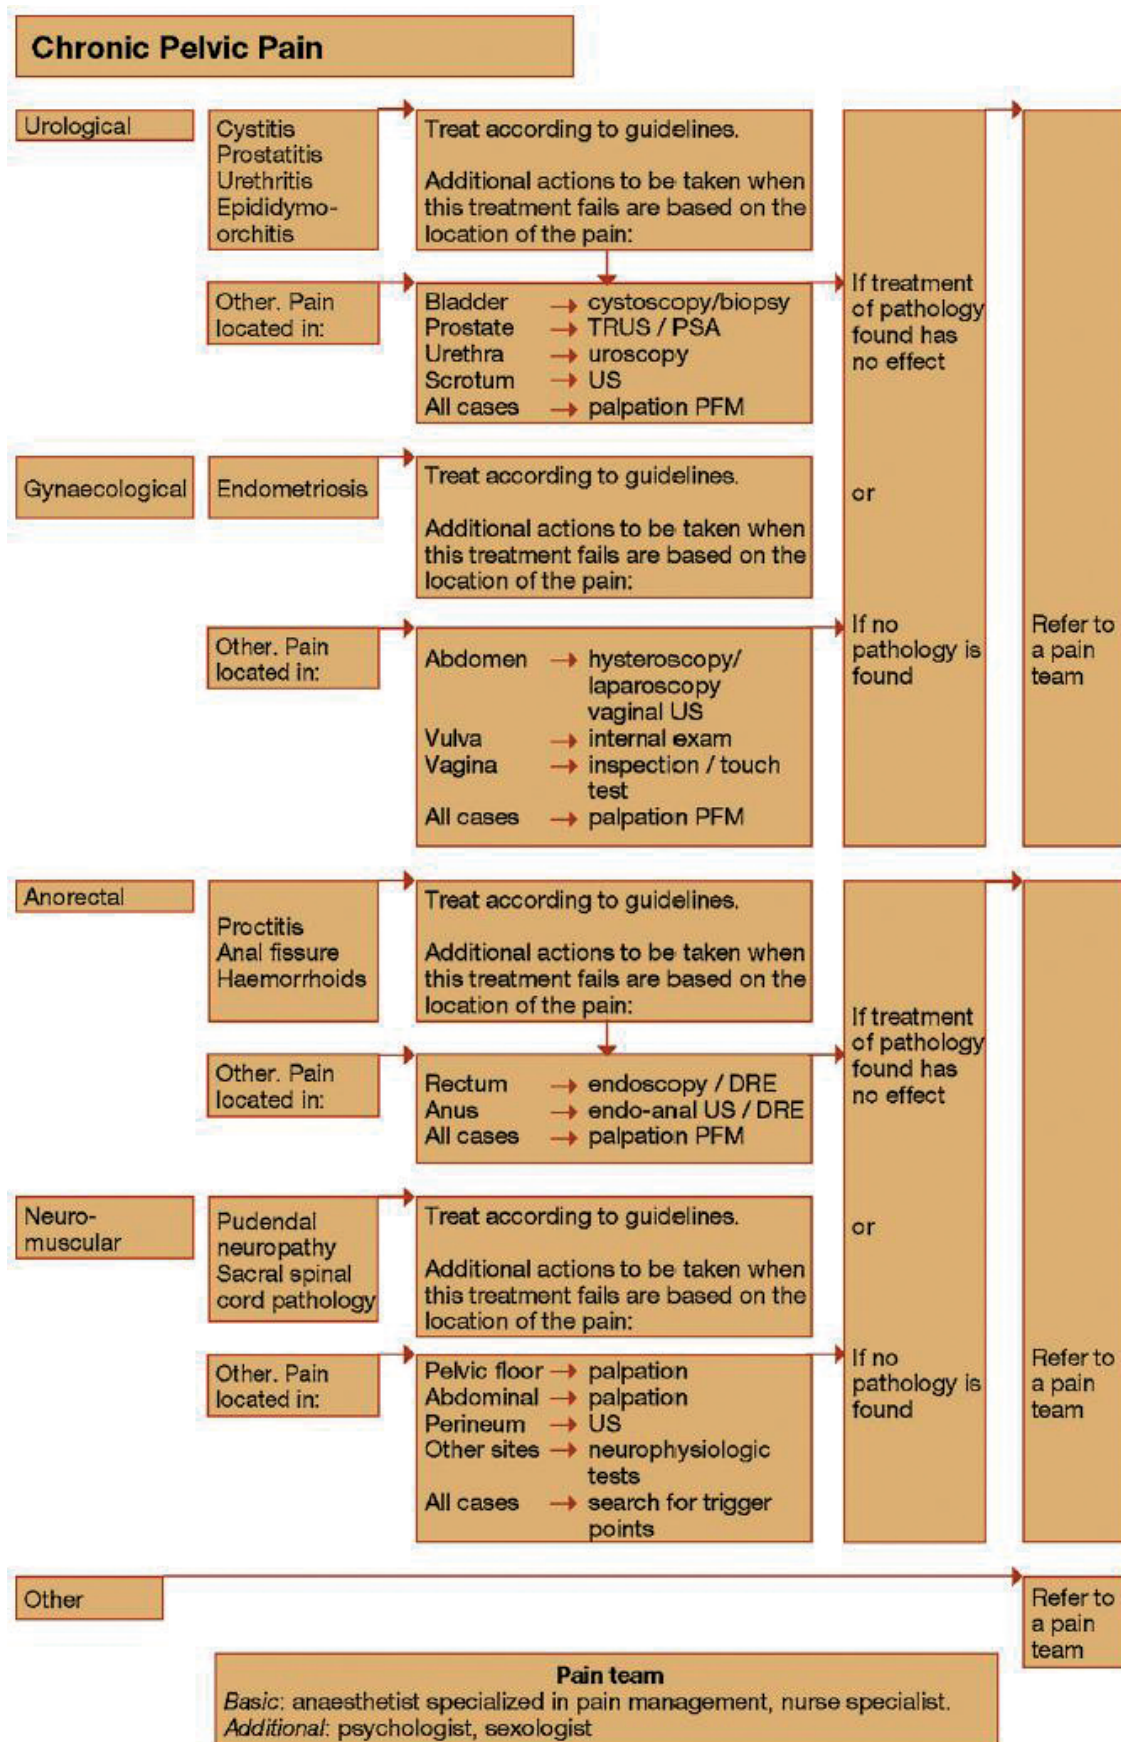 Chronic Pelvic Pain
Urological
Cystitis
Prostatitis
Urethritis
Epididymo-
orchitis
Treat according to guidelines.
Additional actions to be taken when
this treatment fails are based on the
location of the pain:
Other. Pain
located in:
Bladder → cystoscopy/biopsy
Prostate → TRUS / PSA
Urethra → uroscopy
Scrotum → US
All cases → palpation PFM
If treatment
of pathology
found has
no effect
or
If no
pathology is
found
Refer to
a pain
team
Gynaecological
Endometriosis
Treat according to guidelines.
Additional actions to be taken when
this treatment fails are based on the
location of the pain:
Other. Pain
located in:
Abdomen → hysteroscopy/
laparoscopy
vaginal US
Vulva → internal exam
Vagina → inspection / touch
test
All cases → palpation PFM
Anorectal
Proctitis
Anal fissure
Haemorrhoids
Treat according to guidelines.
Additional actions to be taken when
this treatment fails are based on the
location of the pain:
Other. Pain
located in:
Rectum → endoscopy / DRE
Anus → endo-anal US / DRE
All cases → palpation PFM
If treatment
of pathology
found has
no effect
or
If no
pathology is
found
Refer to
a pain
team
Neuro-
muscular
Pudendal
neuropathy
Sacral spinal
cord pathology
Treat according to guidelines.
Additional actions to be taken when
this treatment fails are based on the
location of the pain:
Other. Pain
located in:
Pelvic floor → palpation
Abdominal → palpation
Perineum → US
Other sites → neurophysiologic
tests
All cases → search for trigger
points
Other
Refer to
a pain
team
Pain team
Basic: anaesthetist specialized in pain management, nurse specialist.
Additional: psychologist, sexologist